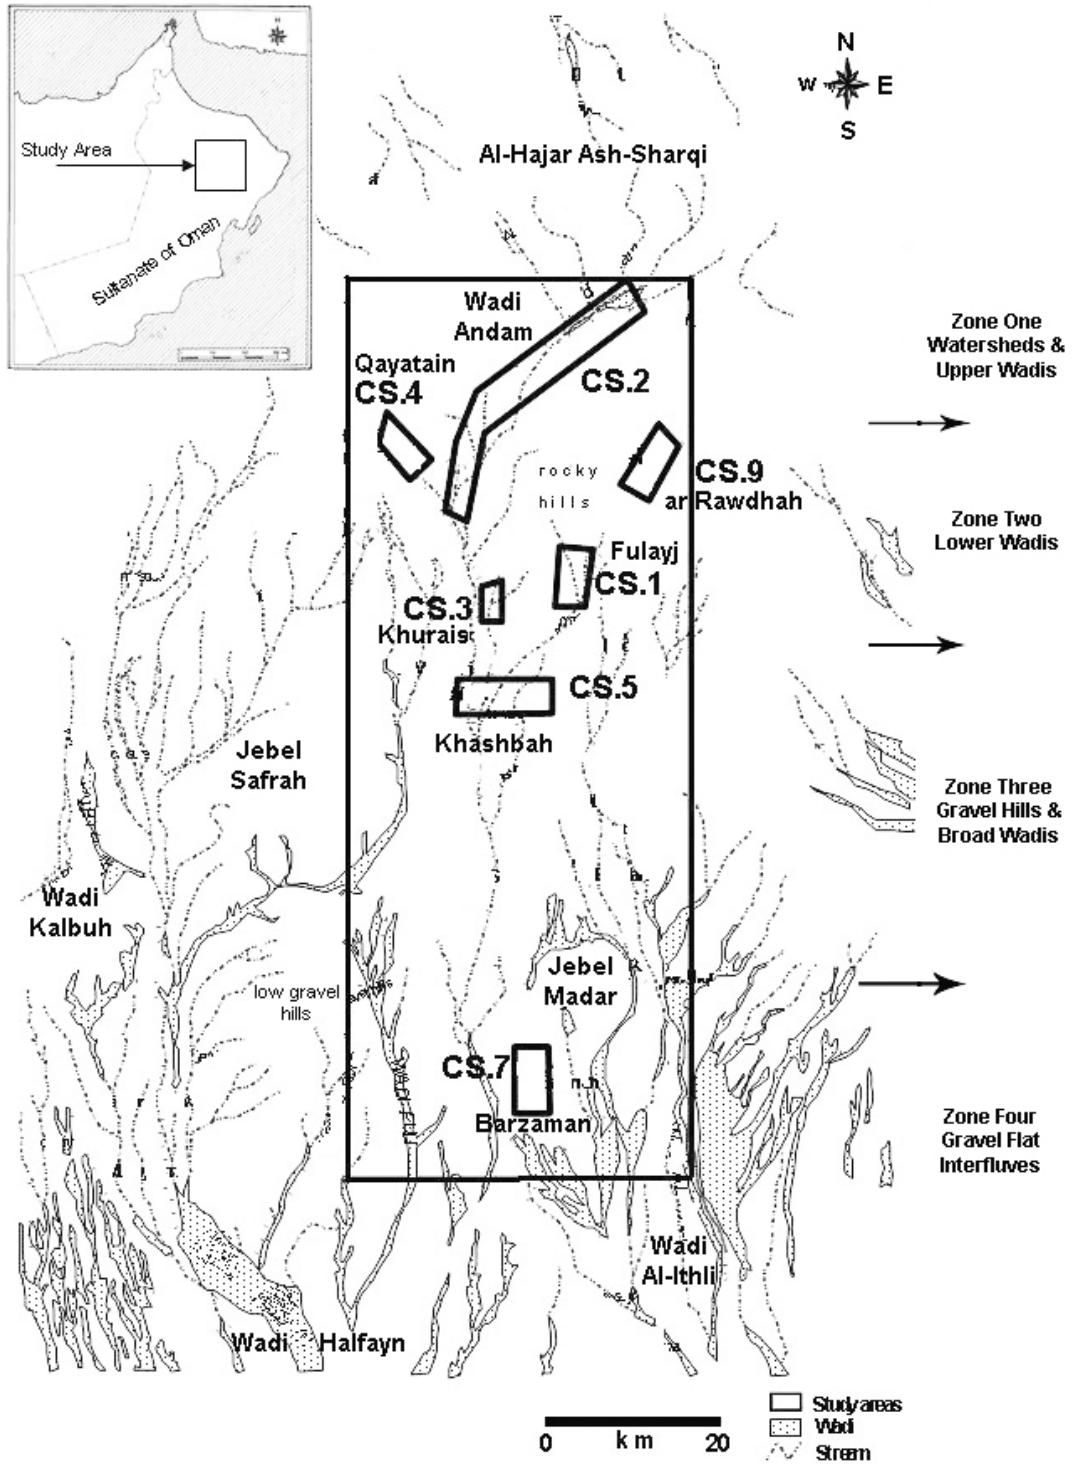 Study Area
Sultanate of Oman
N
W
E
S
Al-Hajar Ash-Sharqi
Wadi
Andam
Qayatain
CS.4
CS.2
CS.9
ar Rawdhah
rocky
hills
Fulayj
CS.1
CS.3
Khurais
CS.5
Khashbah
Jebel
Safrah
Wadi
Kalbuh
low gravel
hills
Jebel
Madar
CS.7
Barzaman
Wadi
Al-Ithli
Wadi Halfayn
Zone One
Watersheds &
Upper Wadis
Zone Two
Lower Wadis
Zone Three
Gravel Hills &
Broad Wadis
Zone Four
Gravel Flat
Interfluves
0 km 20
Study areas
Wadi
Stream